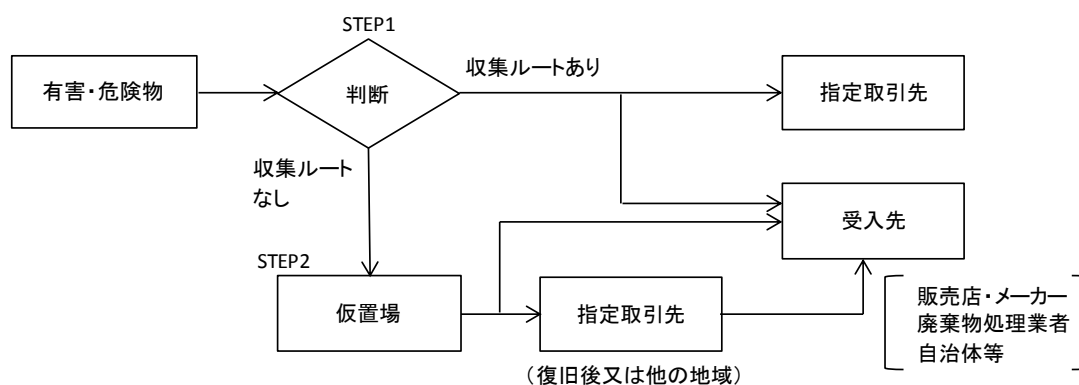 STEP1
有害・危険物
判断
収集ルートあり
指定取引先
収集ルート
なし
受入先
STEP2
仮置場
指定取引先
販売店・メーカー
廃棄物処理業者
自治体等
（復旧後又は他の地域）